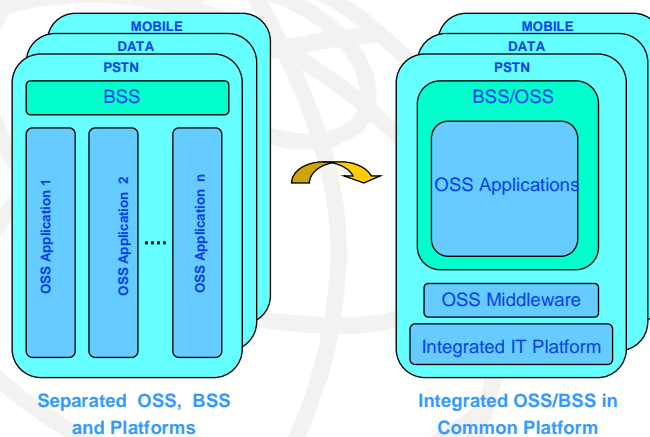 MOBILE
DATA
PSTN
BSS
OSS Application 1
OSS Application 2
....
OSS Application n
Separated OSS, BSS
and Platforms
MOBILE
DATA
PSTN
BSS/OSS
OSS Applications
OSS Middleware
Integrated IT Platform
Integrated OSS/BSS in
Common Platform